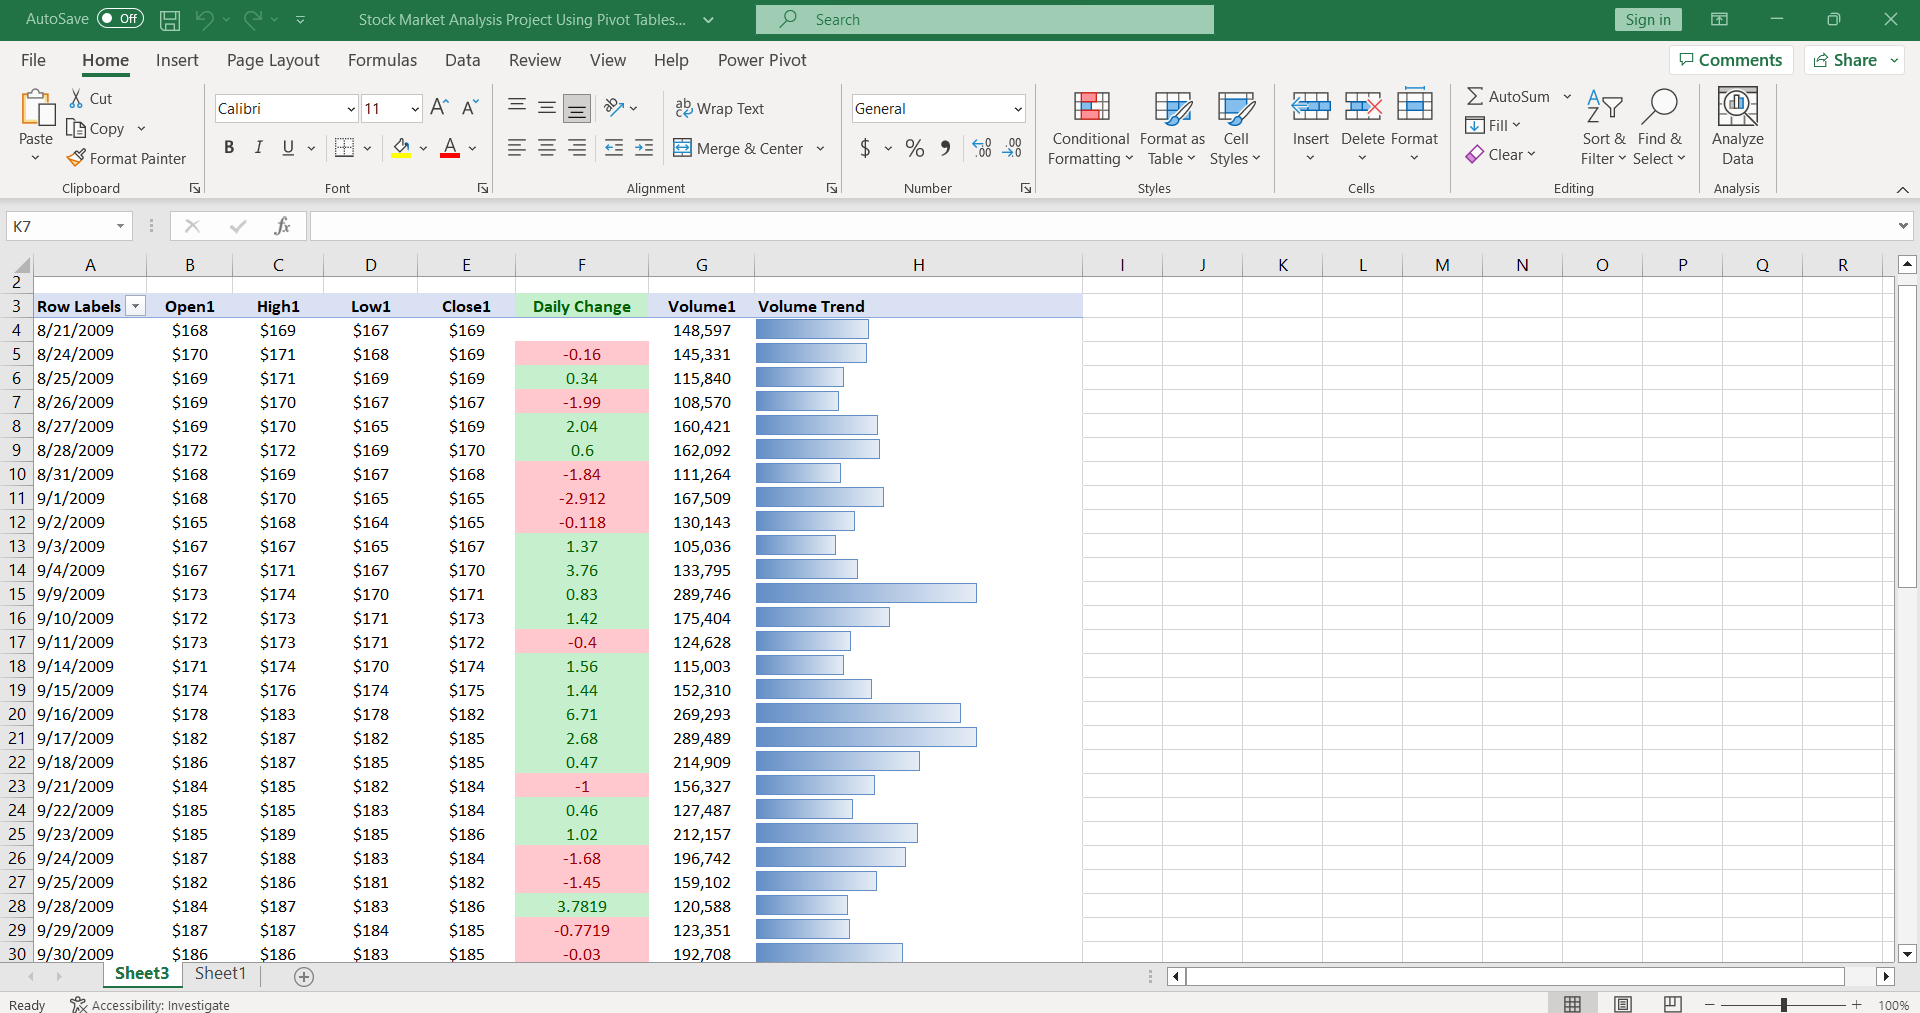 AutoSave Off Stock Market Analysis Project Using Pivot Tables... Search Sign in
File Home Insert Page Layout Formulas Data Review View Help Power Pivot Comments Share
Paste Cut Copy Format Painter
Clipboard
Calibri 11
B I U A
Font
Wrap Text
Merge & Center
Alignment
General
$ % 9 .00 .00
Number
Conditional Formatting Format as Table Cell Styles
Styles
Insert Delete Format
Cells
AutoSum
Fill
Clear
Sort & Filter Find & Select
Editing
Analyze Data
Analysis
K7 fx
A B C D E F G H I J K L M N O P Q R
2
3 Row Labels Open1 High1 Low1 Close1 Daily Change Volume1 Volume Trend
4 8/21/2009 $168 $169 $167 $169 148,597
5 8/24/2009 $170 $171 $168 $169 -0.16 145,331
6 8/25/2009 $169 $171 $169 $169 0.34 115,840
7 8/26/2009 $169 $170 $167 $167 -1.99 108,570
8 8/27/2009 $169 $170 $165 $169 2.04 160,421
9 8/28/2009 $172 $172 $169 $170 0.6 162,092
10 8/31/2009 $168 $169 $167 $168 -1.84 111,264
11 9/1/2009 $168 $170 $165 $165 -2.912 167,509
12 9/2/2009 $165 $168 $164 $165 -0.118 130,143
13 9/3/2009 $167 $167 $165 $167 1.37 105,036
14 9/4/2009 $167 $171 $167 $170 3.76 133,795
15 9/9/2009 $173 $174 $170 $171 0.83 289,746
16 9/10/2009 $172 $173 $171 $173 1.42 175,404
17 9/11/2009 $173 $173 $171 $172 -0.4 124,628
18 9/14/2009 $171 $174 $170 $174 1.56 115,003
19 9/15/2009 $174 $176 $174 $175 1.44 152,310
20 9/16/2009 $178 $183 $178 $182 6.71 269,293
21 9/17/2009 $182 $187 $182 $185 2.68 289,489
22 9/18/2009 $186 $187 $185 $185 0.47 214,909
23 9/21/2009 $184 $185 $182 $184 -1 156,327
24 9/22/2009 $185 $185 $183 $184 0.46 127,487
25 9/23/2009 $185 $189 $185 $186 1.02 212,157
26 9/24/2009 $187 $188 $183 $184 -1.68 196,742
27 9/25/2009 $182 $186 $181 $182 -1.45 159,102
28 9/28/2009 $184 $187 $183 $186 3.7819 120,588
29 9/29/2009 $187 $187 $184 $185 -0.7719 123,351
30 9/30/2009 $186 $186 $183 $185 -0.03 192,708
Sheet3 Sheet1
Ready Accessibility: Investigate 100%